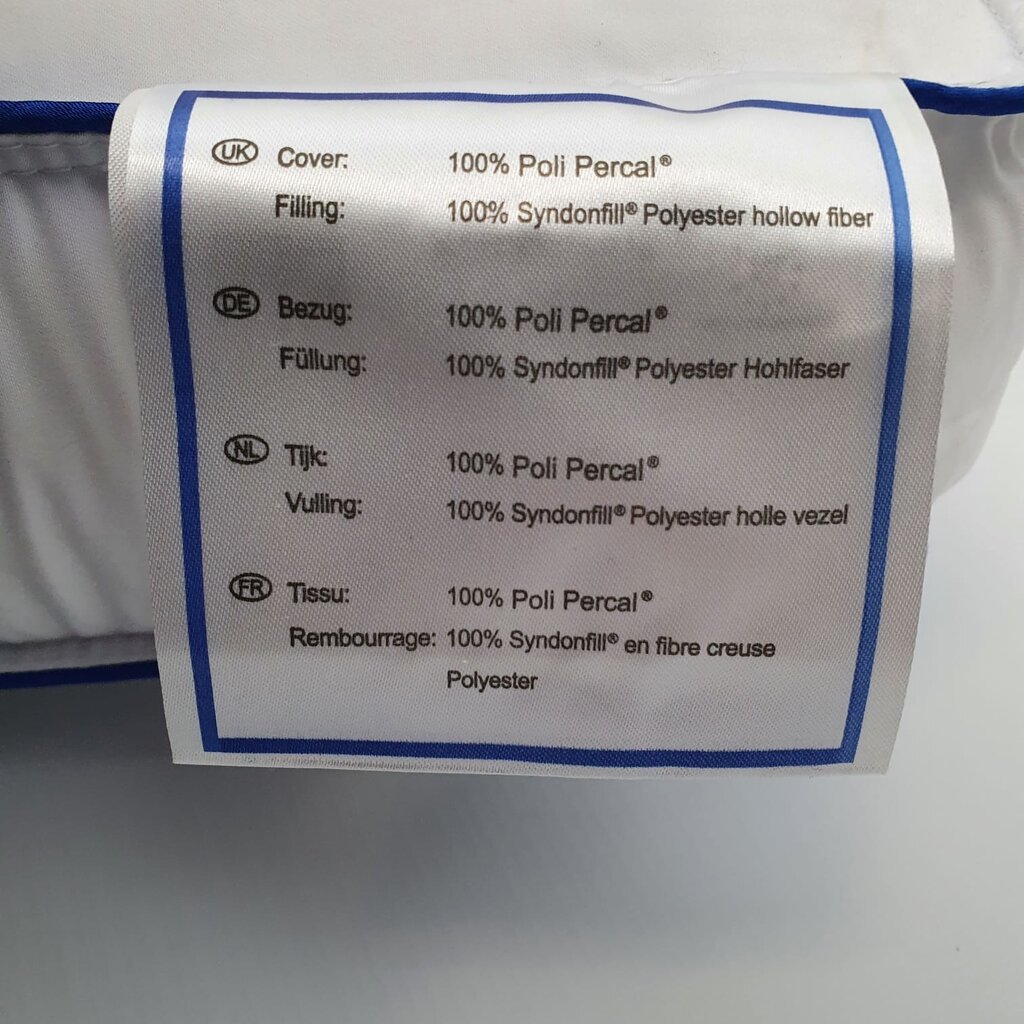 UK Cover: 100% Poli Percal®
Filling: 100% Syndonfill® Polyester hollow fiber
DE Bezug: 100% Poli Percal®
Füllung: 100% Syndonfill® Polyester Hohlfaser
NL Tijk: 100% Poli Percal®
Vulling: 100% Syndonfill® Polyester holle vezel
FR Tissu: 100% Poli Percal®
Rembourrage: 100% Syndonfill® en fibre creuse
Polyester